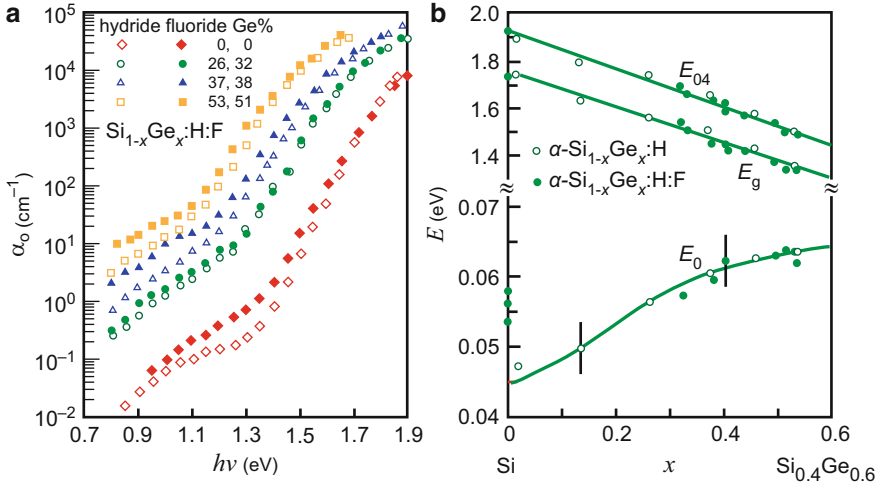 a
hydride fluoride Ge%
0, 0
26, 32
37, 38
53, 51
Si1-xGex:H:F
10^5
10^4
10^3
10^2
10^1
10^0
10^-1
10^-2
αo (cm^-1)
0.7 0.9 1.1 1.3 1.5 1.7 1.9
hν (eV)
b
2.0
1.8
1.6
1.4
≈ ≈
0.07
0.06
0.05
0.04
E (eV)
E04
α-Si1-xGex:H
α-Si1-xGex:H:F
Eg
E0
0 0.2 0.4 0.6
Si x Si0.4Ge0.6